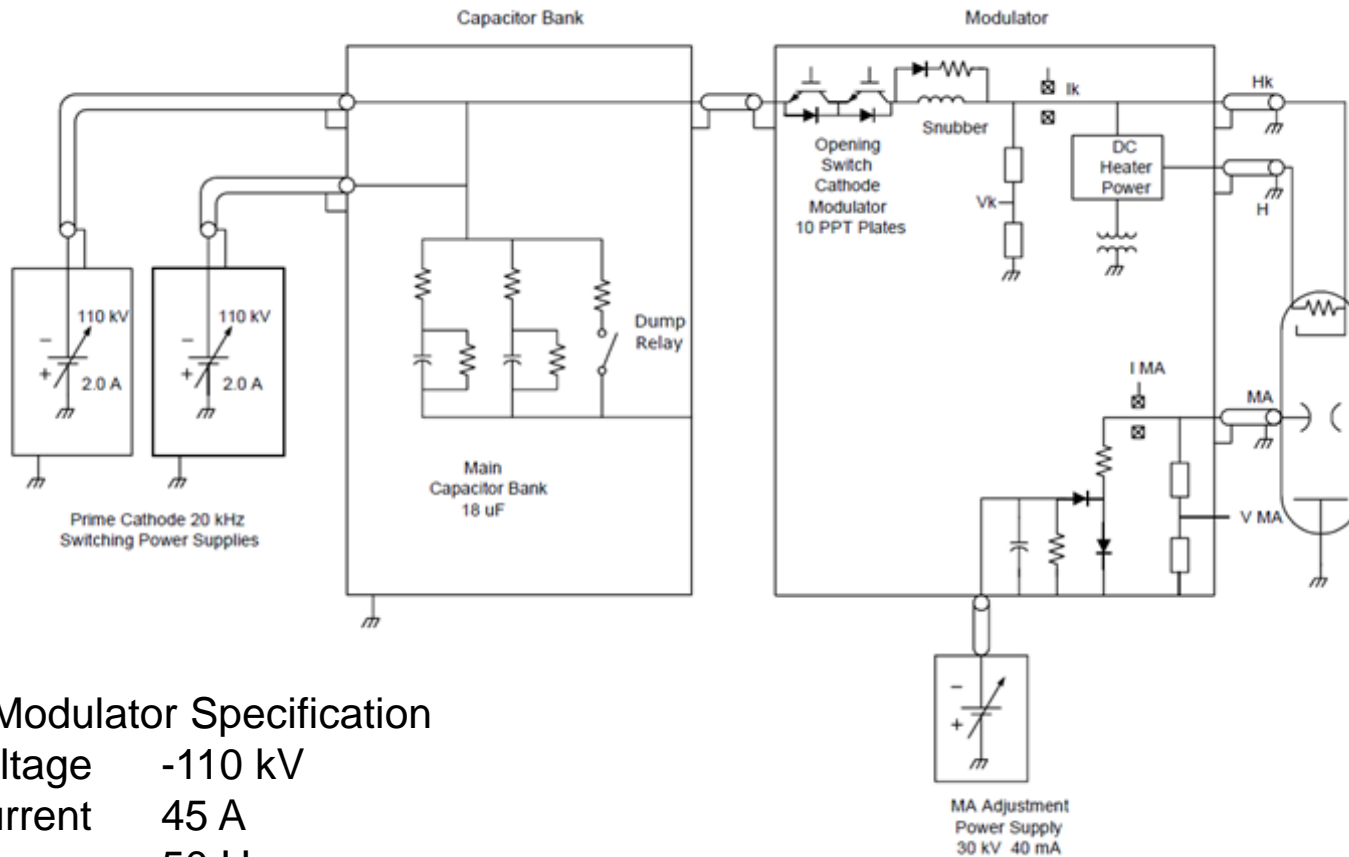 Capacitor Bank
Modulator
Hk
Ik
Snubber
Opening
Switch
Cathode
Modulator
10 PPT Plates
DC
Heater
Power
Vk
H
110 kV
−
+
2.0 A
110 kV
−
+
2.0 A
Dump
Relay
I MA
MA
Main
Capacitor Bank
18 uF
V MA
Prime Cathode 20 kHz
Switching Power Supplies
−
+
MA Adjustment
Power Supply
30 kV 40 mA
Modulator Specification
ltage -110 kV
urrent 45 A